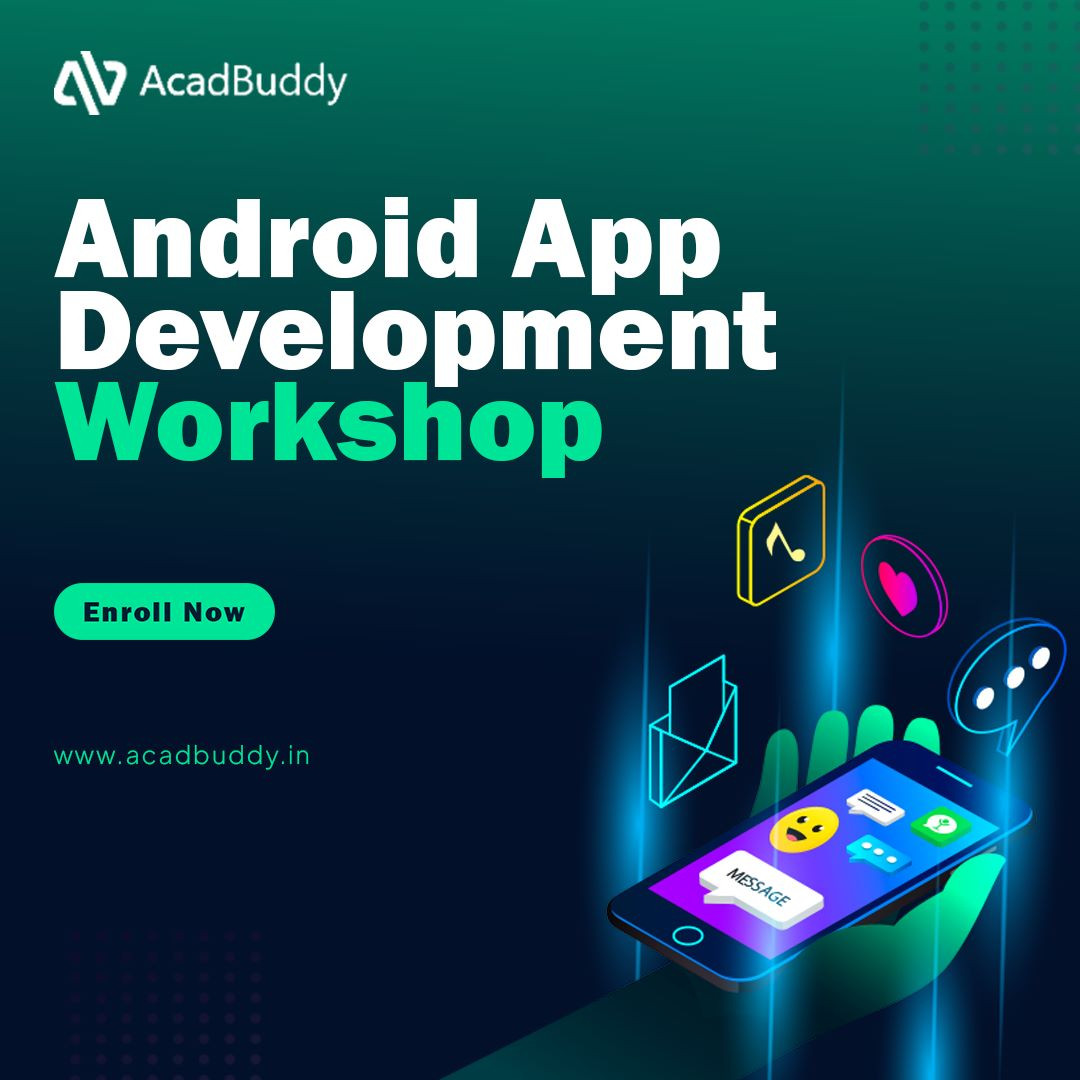 AcadBuddy
Android App
Development
Workshop
Enroll Now
www.acadbuddy.in
MESSAGE